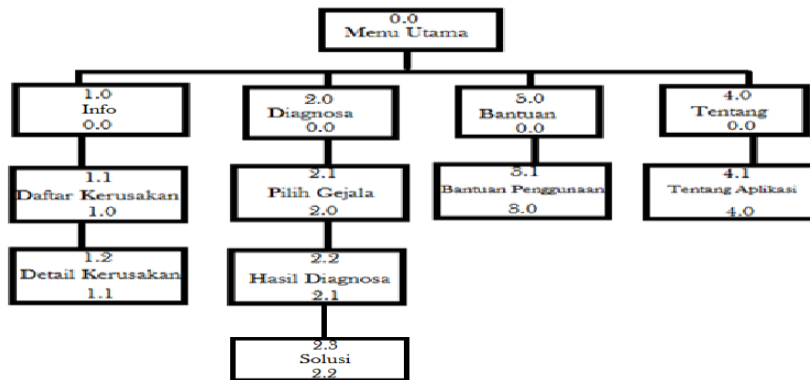 0.0
Menu Utama
1.0
Info
0.0
2.0
Diagnosa
0.0
3.0
Bantuan
0.0
4.0
Tentang
0.0
1.1
Daftar Kerusakan
1.0
2.1
Pilih Gejala
2.0
3.1
Bantuan Penggunaan
3.0
4.1
Tentang Aplikasi
4.0
1.2
Detail Kerusakan
1.1
2.2
Hasil Diagnosa
2.1
2.3
Solusi
2.2